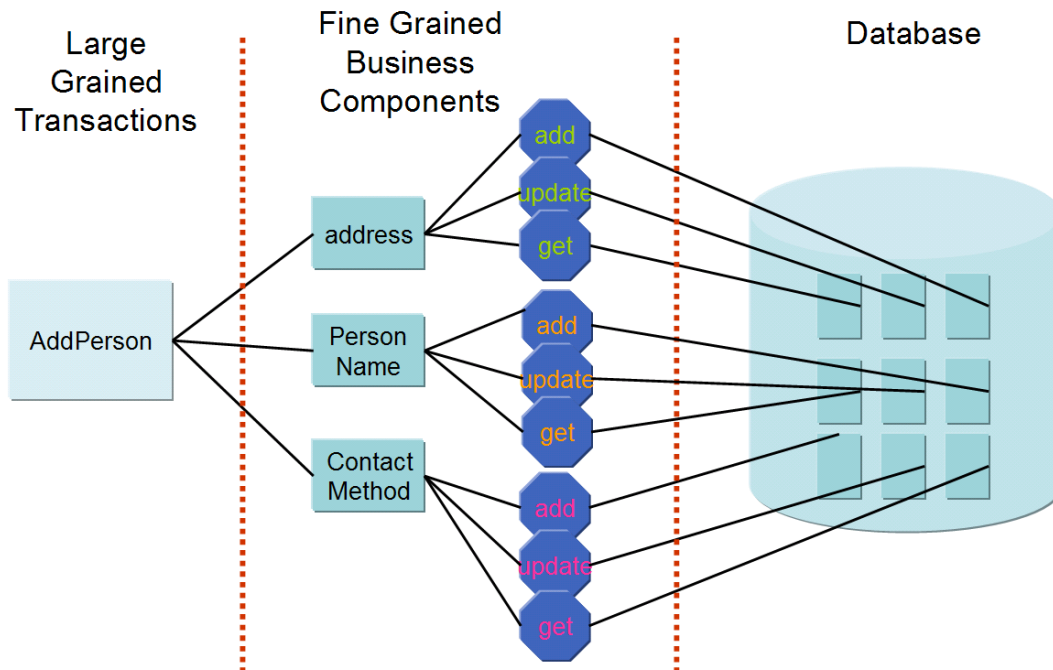 Large
Grained
Transactions
Fine Grained
Business
Components
Database
AddPerson
address
add
update
get
Person
Name
add
update
get
Contact
Method
add
update
get